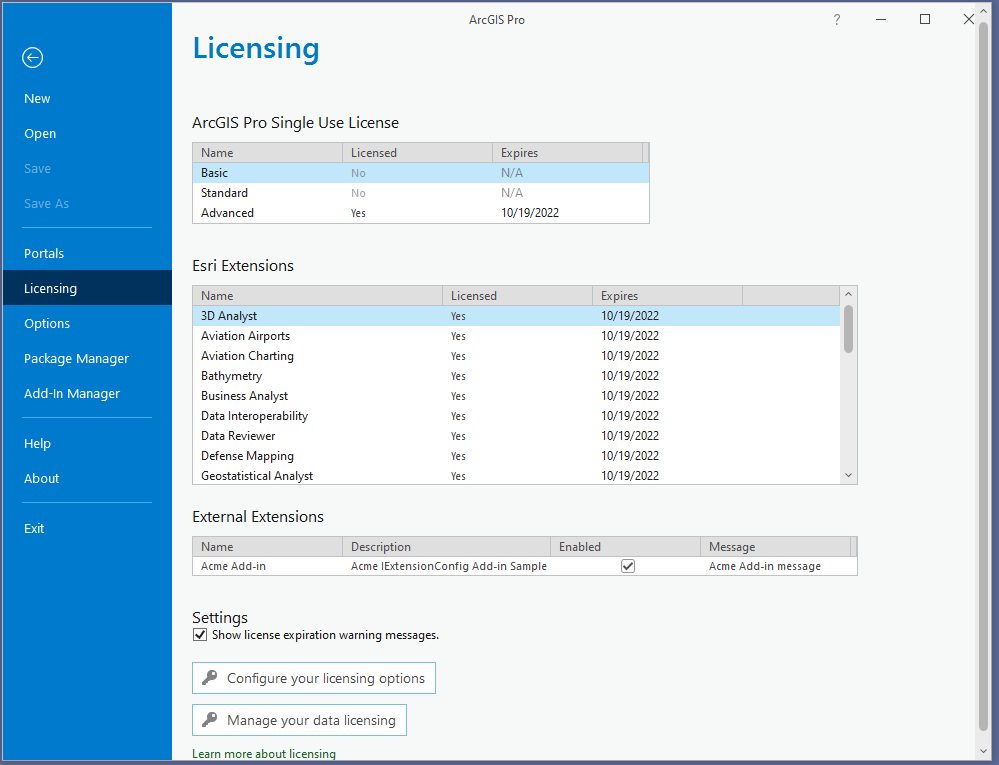 ArcGIS Pro
?
Licensing
New
Open
Save
Save As
Portals
Licensing
Options
Package Manager
Add-In Manager
Help
About
Exit
ArcGIS Pro Single Use License
Name Licensed Expires
Basic No N/A
Standard No N/A
Advanced Yes 10/19/2022
Esri Extensions
Name Licensed Expires
3D Analyst Yes 10/19/2022
Aviation Airports Yes 10/19/2022
Aviation Charting Yes 10/19/2022
Bathymetry Yes 10/19/2022
Business Analyst Yes 10/19/2022
Data Interoperability Yes 10/19/2022
Data Reviewer Yes 10/19/2022
Defense Mapping Yes 10/19/2022
Geostatistical Analyst Yes 10/19/2022
External Extensions
Name Description Enabled Message
Acme Add-in Acme IExtensionConfig Add-in Sample Acme Add-in message
Settings
Show license expiration warning messages.
Configure your licensing options
Manage your data licensing
Learn more about licensing